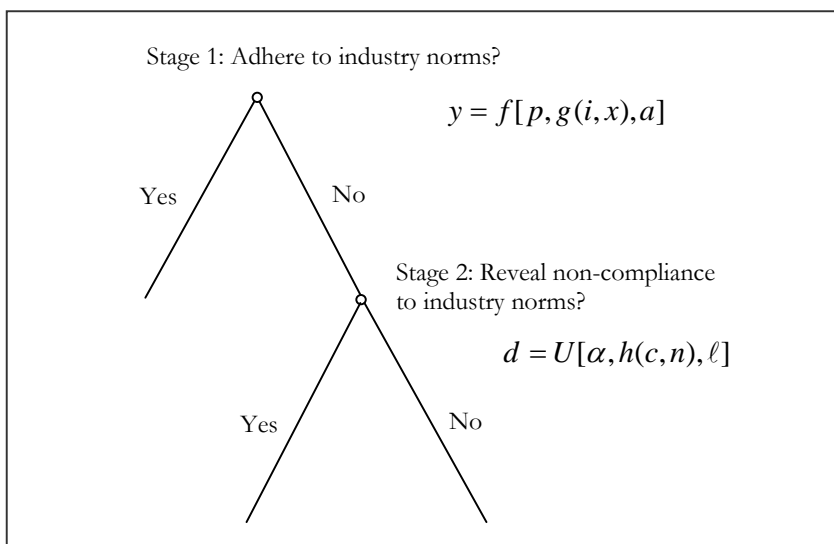 Stage 1: Adhere to industry norms?
y = f[p, g(i, x), a]
Yes
No
Stage 2: Reveal non-compliance
to industry norms?
d = U[α, h(c, n), ℓ]
Yes
No